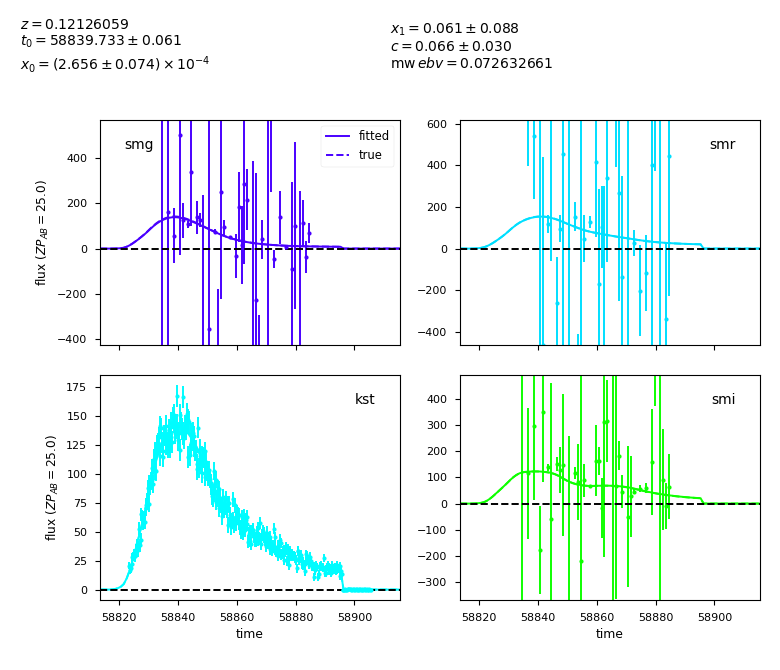 z = 0.12126059
t₀ = 58839.733 ± 0.061
x₀ = (2.656 ± 0.074) × 10⁻⁴
x₁ = 0.061 ± 0.088
c = 0.066 ± 0.030
mw ebv = 0.072632661
smg
fitted
true
400
200
0
−200
−400
flux (ZP_AB = 25.0)
smr
600
400
200
0
−200
−400
kst
175
150
125
100
75
50
25
0
flux (ZP_AB = 25.0)
58820 58840 58860 58880 58900
time
smi
400
300
200
100
0
−100
−200
−300
58820 58840 58860 58880 58900
time